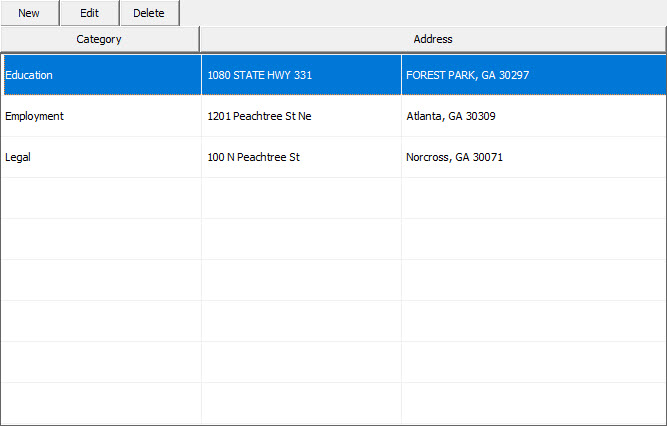 New Edit Delete
Category Address
Education 1080 STATE HWY 331 FOREST PARK, GA 30297
Employment 1201 Peachtree St Ne Atlanta, GA 30309
Legal 100 N Peachtree St Norcross, GA 30071